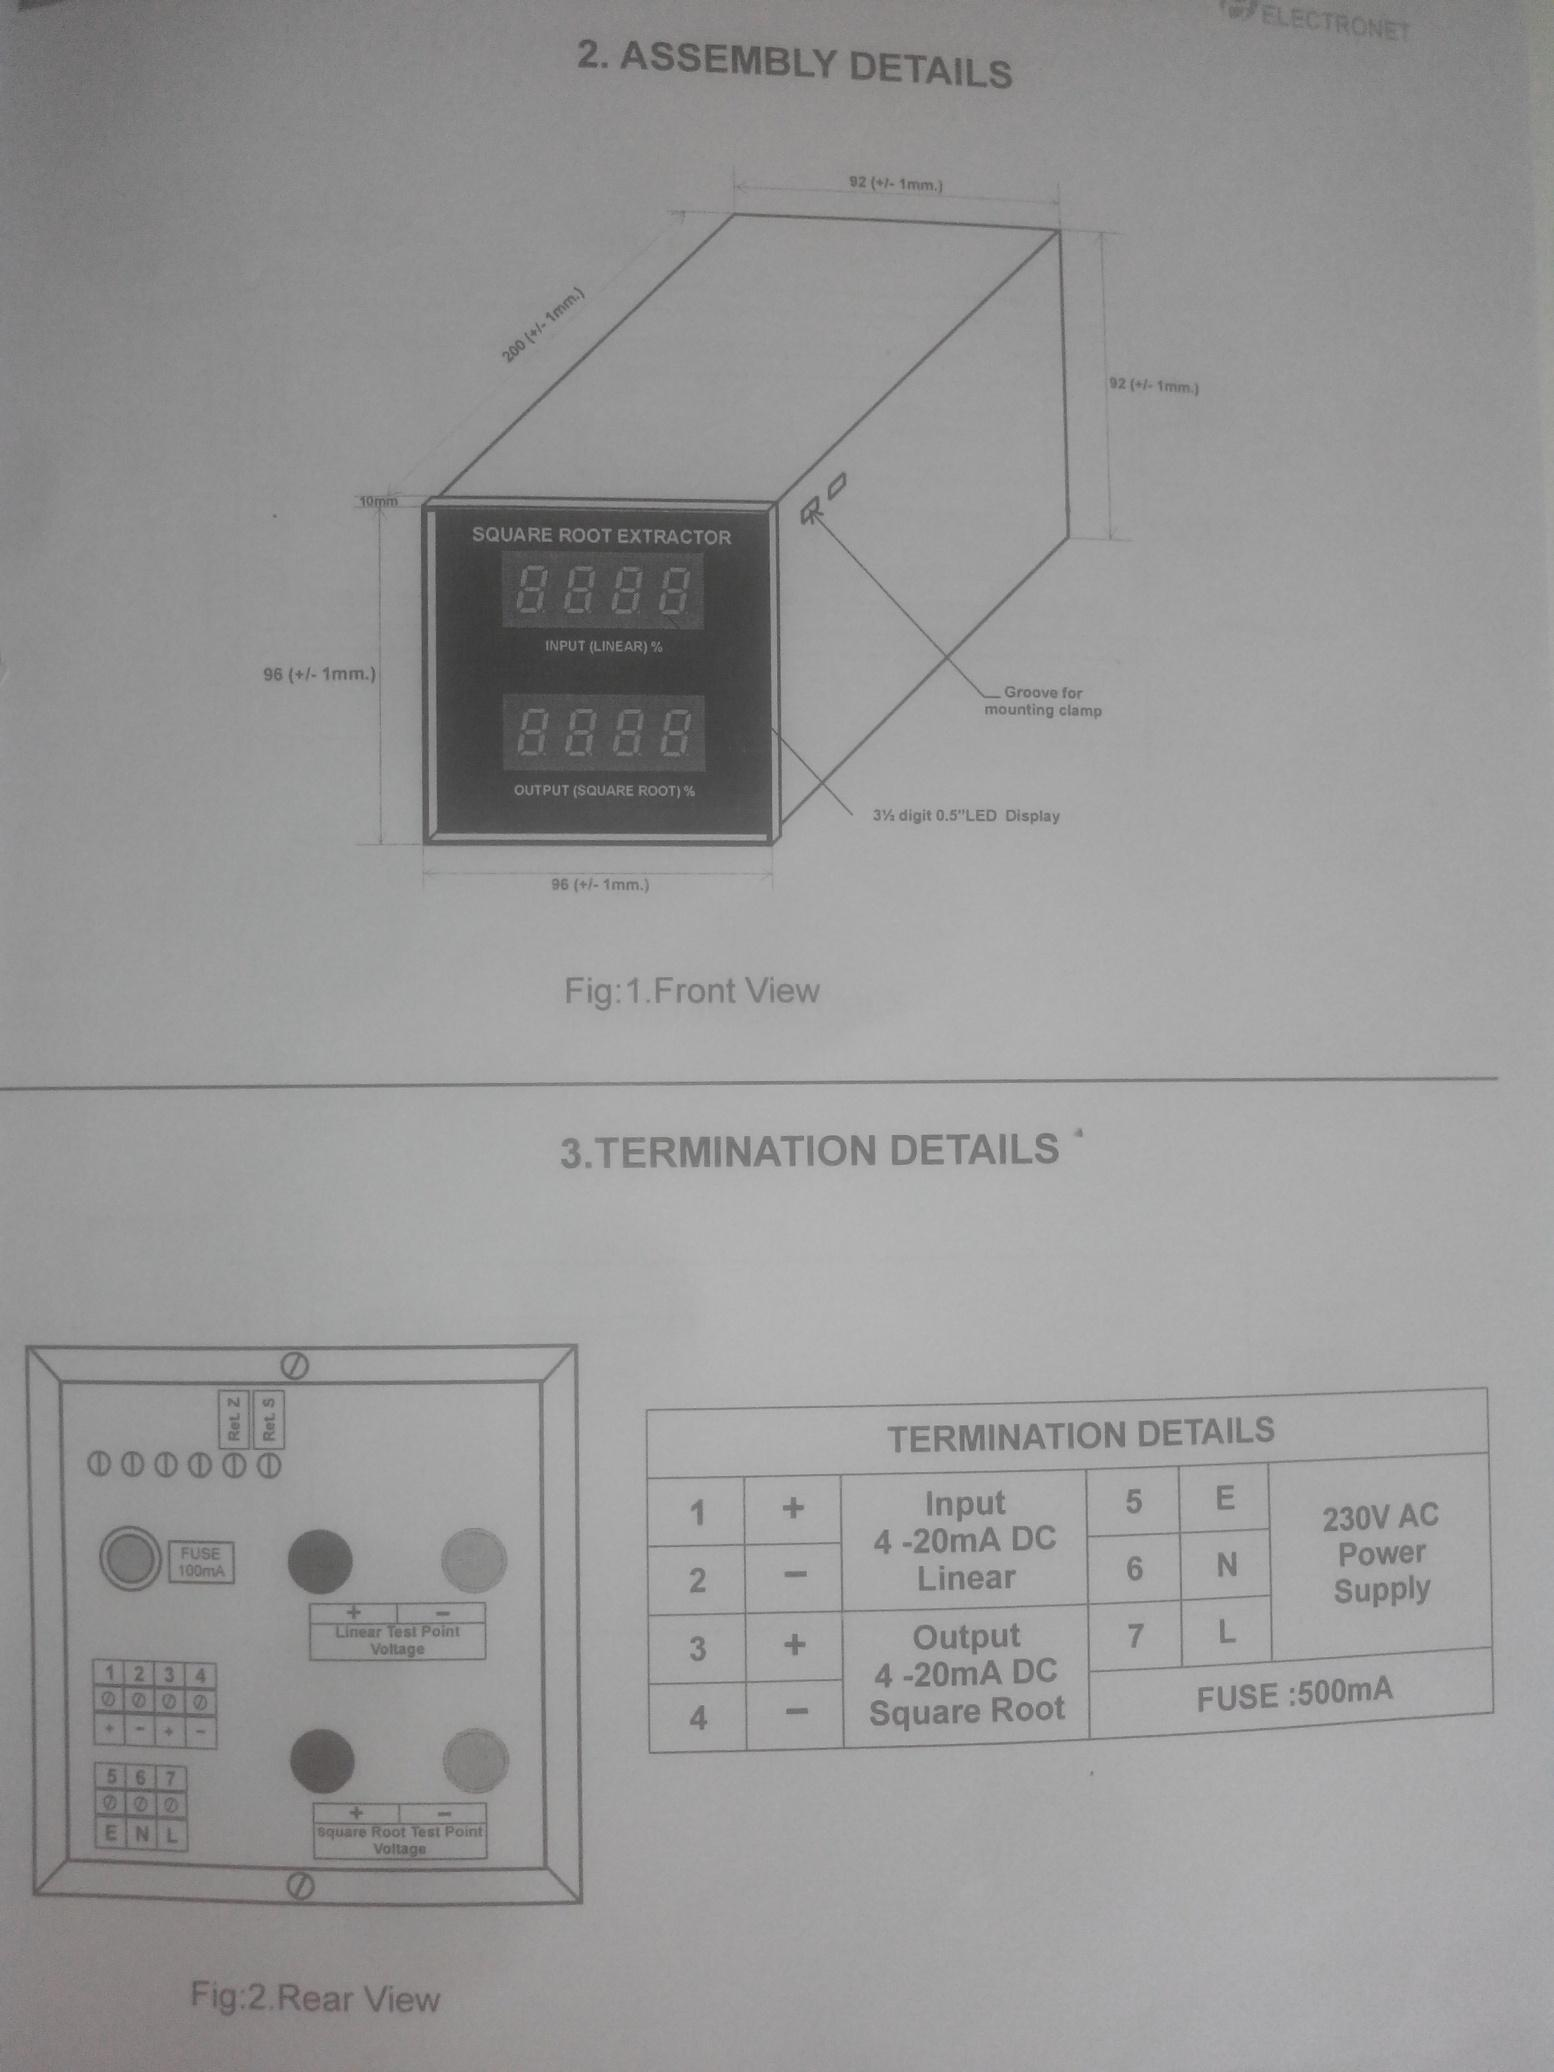 ELECTRONET
2. ASSEMBLY DETAILS
92 (+/- 1mm.)
200 (+/- 1mm.)
92 (+/- 1mm.)
10mm
SQUARE ROOT EXTRACTOR
8888
INPUT (LINEAR) %
96 (+/- 1mm.)
Groove for
mounting clamp
8888
OUTPUT (SQUARE ROOT) %
3½ digit 0.5"LED Display
96 (+/- 1mm.)
Fig:1.Front View
3.TERMINATION DETAILS
Ret. Z
Ret. S
FUSE
100mA
+ −
Linear Test Point
Voltage
1 2 3 4
+ − + −
5 6 7
E N L
+ −
Square Root Test Point
Voltage
Fig:2.Rear View
TERMINATION DETAILS
1 +
2 −
Input
4 -20mA DC
Linear
3 +
4 −
Output
4 -20mA DC
Square Root
5 E
6 N
7 L
230V AC
Power
Supply
FUSE :500mA